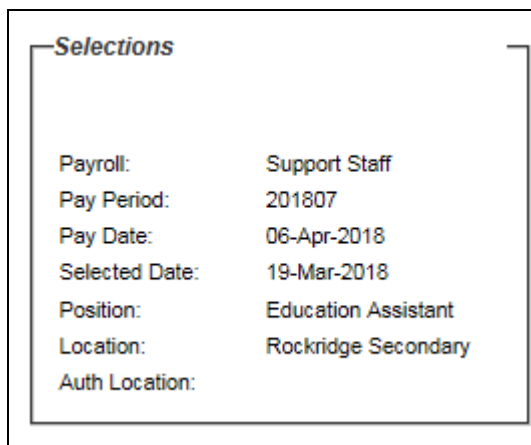 Selections
Payroll: Support Staff
Pay Period: 201807
Pay Date: 06-Apr-2018
Selected Date: 19-Mar-2018
Position: Education Assistant
Location: Rockridge Secondary
Auth Location: